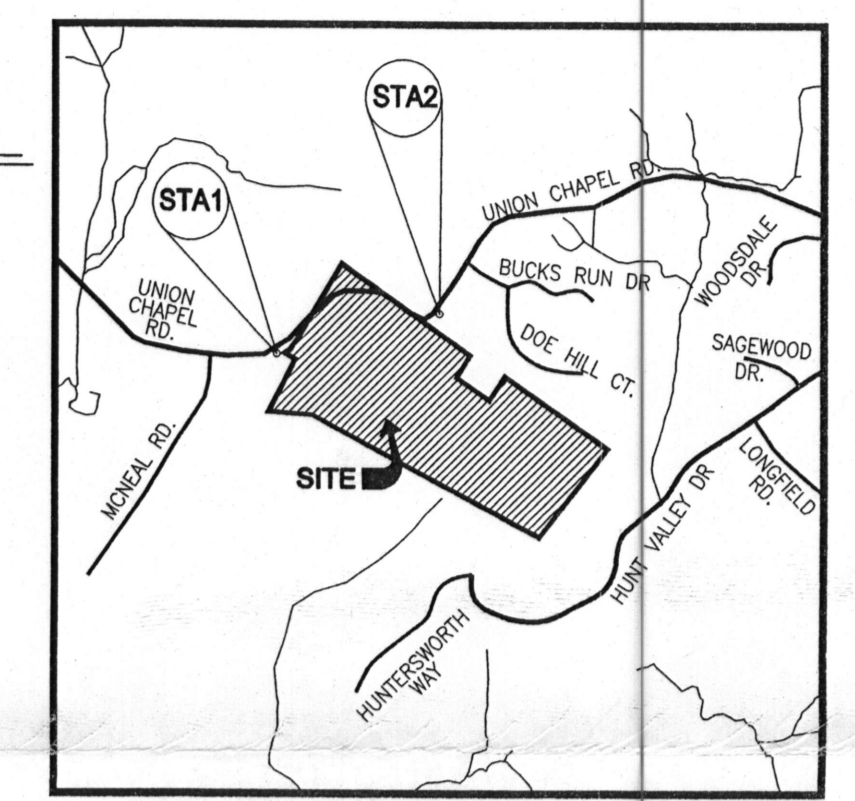 STA2
STA1
UNION CHAPEL RD.
UNION
CHAPEL
RD.
BUCKS RUN DR
WOODSDALE
DR.
DOE HILL CT.
SAGEWOOD
DR.
MCNEAL RD.
SITE
LONGFIELD
RD.
HUNT VALLEY DR
HUNTERSWORTH
WAY